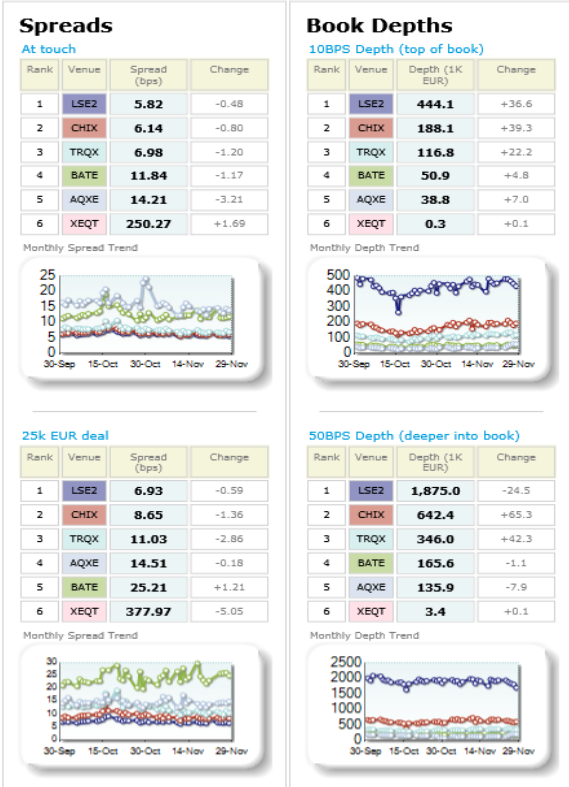 Spreads
At touch
Rank Venue Spread (bps) Change
1 LSE2 5.82 -0.48
2 CHIX 6.14 -0.80
3 TRQX 6.98 -1.20
4 BATE 11.84 -1.17
5 AQXE 14.21 -3.21
6 XEQT 250.27 +1.69
Monthly Spread Trend
25
20
15
10
5
0
30-Sep 15-Oct 30-Oct 14-Nov 29-Nov
25k EUR deal
Rank Venue Spread (bps) Change
1 LSE2 6.93 -0.59
2 CHIX 8.65 -1.36
3 TRQX 11.03 -2.86
4 AQXE 14.51 -0.18
5 BATE 25.21 +1.21
6 XEQT 377.97 -5.05
Monthly Spread Trend
30
25
20
15
10
5
0
30-Sep 15-Oct 30-Oct 14-Nov 29-Nov
Book Depths
10BPS Depth (top of book)
Rank Venue Depth (1K EUR) Change
1 LSE2 444.1 +36.6
2 CHIX 188.1 +39.3
3 TRQX 116.8 +22.2
4 BATE 50.9 +4.8
5 AQXE 38.8 +7.0
6 XEQT 0.3 +0.1
Monthly Depth Trend
500
400
300
200
100
0
30-Sep 15-Oct 30-Oct 14-Nov 29-Nov
50BPS Depth (deeper into book)
Rank Venue Depth (1K EUR) Change
1 LSE2 1,875.0 -24.5
2 CHIX 642.4 +65.3
3 TRQX 346.0 +42.3
4 BATE 165.6 -1.1
5 AQXE 135.9 -7.9
6 XEQT 3.4 +0.1
Monthly Depth Trend
2500
2000
1500
1000
500
0
30-Sep 15-Oct 30-Oct 14-Nov 29-Nov